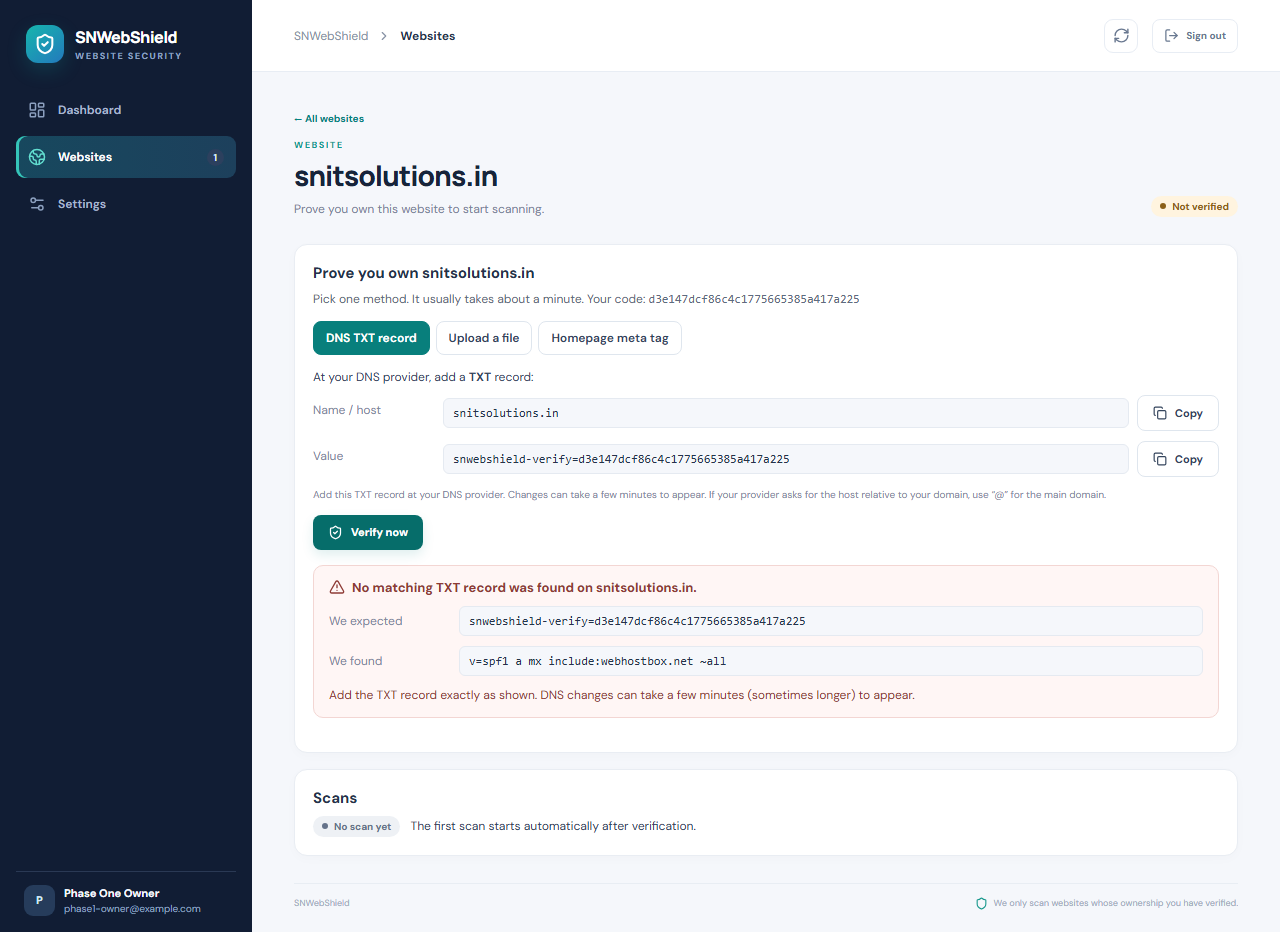 SNWebShield
WEBSITE SECURITY
Dashboard
Websites 1
Settings
P
Phase One Owner
phase1-owner@example.com
SNWebShield > Websites
Sign out
← All websites
WEBSITE
snitsolutions.in
Prove you own this website to start scanning.
Not verified
Prove you own snitsolutions.in
Pick one method. It usually takes about a minute. Your code: d3e147dcf86c4c1775665385a417a225
DNS TXT record Upload a file Homepage meta tag
At your DNS provider, add a TXT record:
Name / host snitsolutions.in Copy
Value snwebshield-verify=d3e147dcf86c4c1775665385a417a225 Copy
Add this TXT record at your DNS provider. Changes can take a few minutes to appear. If your provider asks for the host relative to your domain, use “@” for the main domain.
Verify now
No matching TXT record was found on snitsolutions.in.
We expected snwebshield-verify=d3e147dcf86c4c1775665385a417a225
We found v=spf1 a mx include:webhostbox.net ~all
Add the TXT record exactly as shown. DNS changes can take a few minutes (sometimes longer) to appear.
Scans
No scan yet The first scan starts automatically after verification.
SNWebShield
We only scan websites whose ownership you have verified.